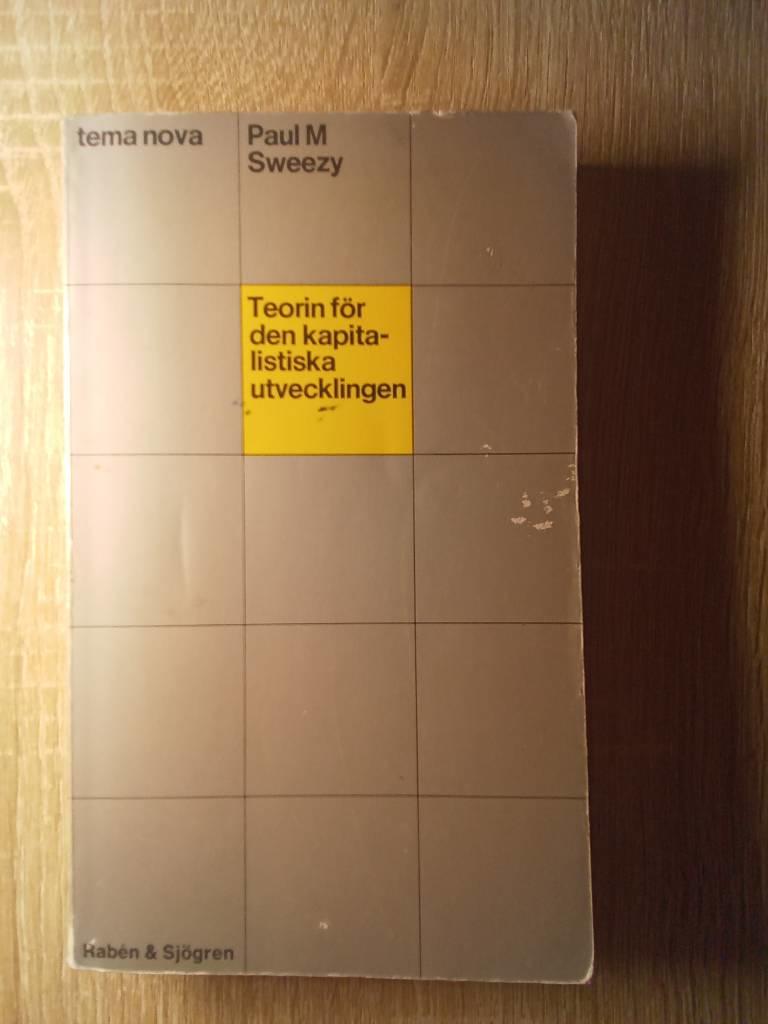 tema nova
Paul M
Sweezy
Teorin för
den kapita-
listiska
utvecklingen
Rabén & Sjögren